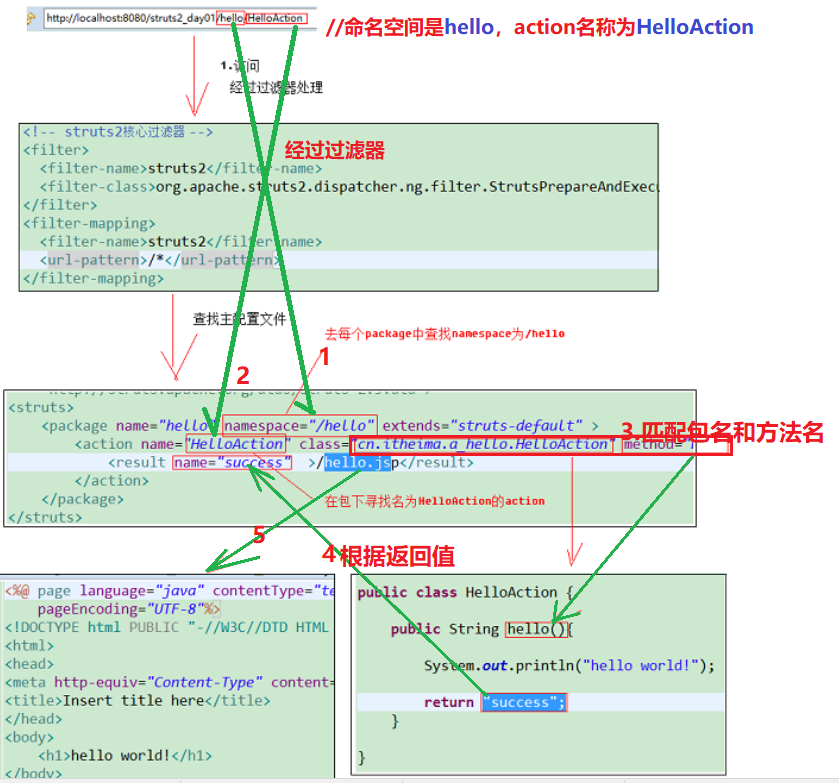 http://localhost:8080/struts2_day01/hello/HelloAction
//命名空间是hello，action名称为HelloAction
1.访问
经过过滤器处理
<!-- struts2核心过滤器 -->
<filter>
<filter-name>struts2</filter-name>
<filter-class>org.apache.struts2.dispatcher.ng.filter.StrutsPrepareAndExecu
</filter>
<filter-mapping>
<filter-name>struts2</filter-name>
<url-pattern>/*</url-pattern>
</filter-mapping>
经过过滤器
查找主配置文件
去每个package中查找namespace为/hello
1
2
<struts>
<package name="hello" namespace="/hello" extends="struts-default" >
<action name="HelloAction" class="cn.itheima.a_hello.HelloAction" method="
<result name="success" >/hello.jsp</result>
</action>
</package>
</struts>
3.匹配包名和方法名
在包下寻找名为HelloAction的action
5
4根据返回值
<%@ page language="java" contentType="te
pageEncoding="UTF-8"%>
<!DOCTYPE html PUBLIC "-//W3C//DTD HTML
<html>
<head>
<meta http-equiv="Content-Type" content=
<title>Insert title here</title>
</head>
<body>
<h1>hello world!</h1>
</body>
public class HelloAction {
public String hello(){
System.out.println("hello world!");
return "success";
}
}